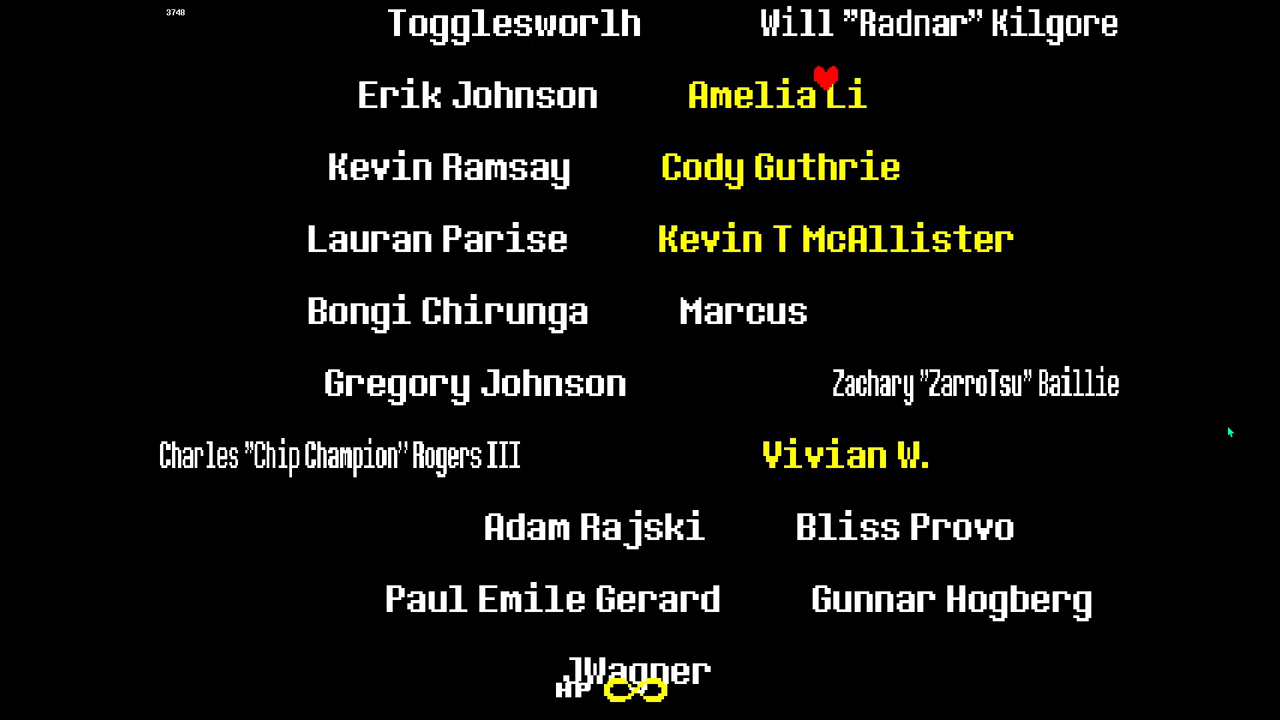 3748
Togglesworlh Will "Radnar" Kilgore
Erik Johnson Amelia Li
Kevin Ramsay Cody Guthrie
Lauran Parise Kevin T McAllister
Bongi Chirunga Marcus
Gregory Johnson Zachary "ZarroTsu" Baillie
Charles "Chip Champion" Rogers III Vivian W.
Adam Rajski Bliss Provo
Paul Emile Gerard Gunnar Hogberg
JWagner
HP ∞